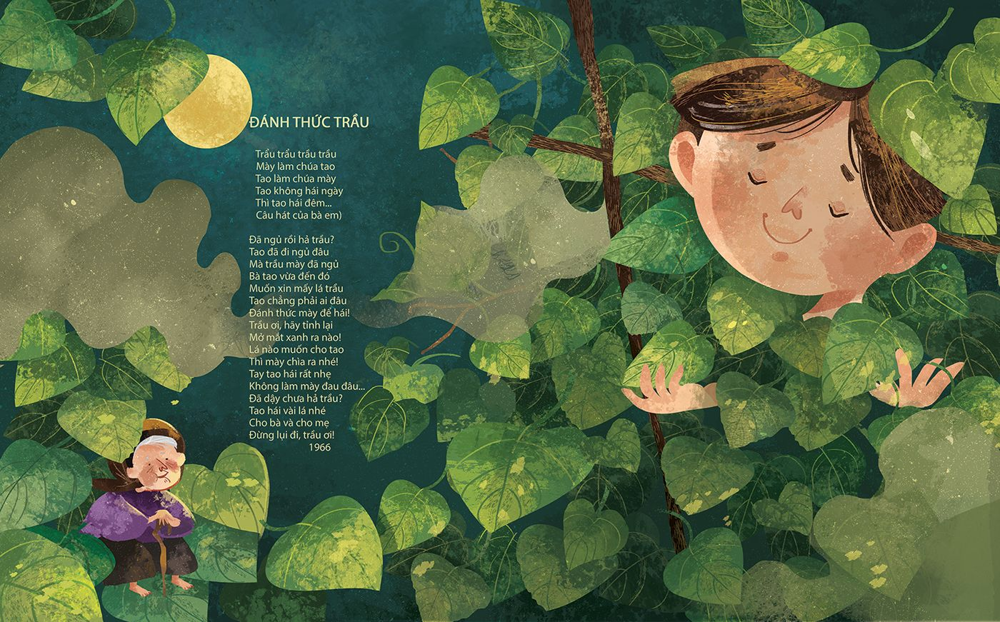 ĐÁNH THỨC TRẦU
Trẩu trẩu trầu trầu
Mày làm chúa tao
Tao làm chúa mày
Tao không hái ngày
Thì tao hái đêm...
Câu hát của bà em)
Đã ngủ rồi hả trầu?
Tao đã đi ngủ đâu
Mà trầu mày đã ngủ
Bà tao vừa đến đó
Muốn xin mấy lá trầu
Tao chẳng phải ai đâu
Đánh thức mày để hái!
Trầu ơi, hãy tỉnh lại
Mở mắt xanh ra nào!
Lá nào muốn cho tao
Thì mày chìa ra nhé!
Tay tao hái rất nhẹ
Không làm mày đau đâu...
Đã dậy chưa hả trầu?
Tao hái vài lá nhé
Cho bà và cho mẹ
Đừng lụi đi, trầu ơi!
1966